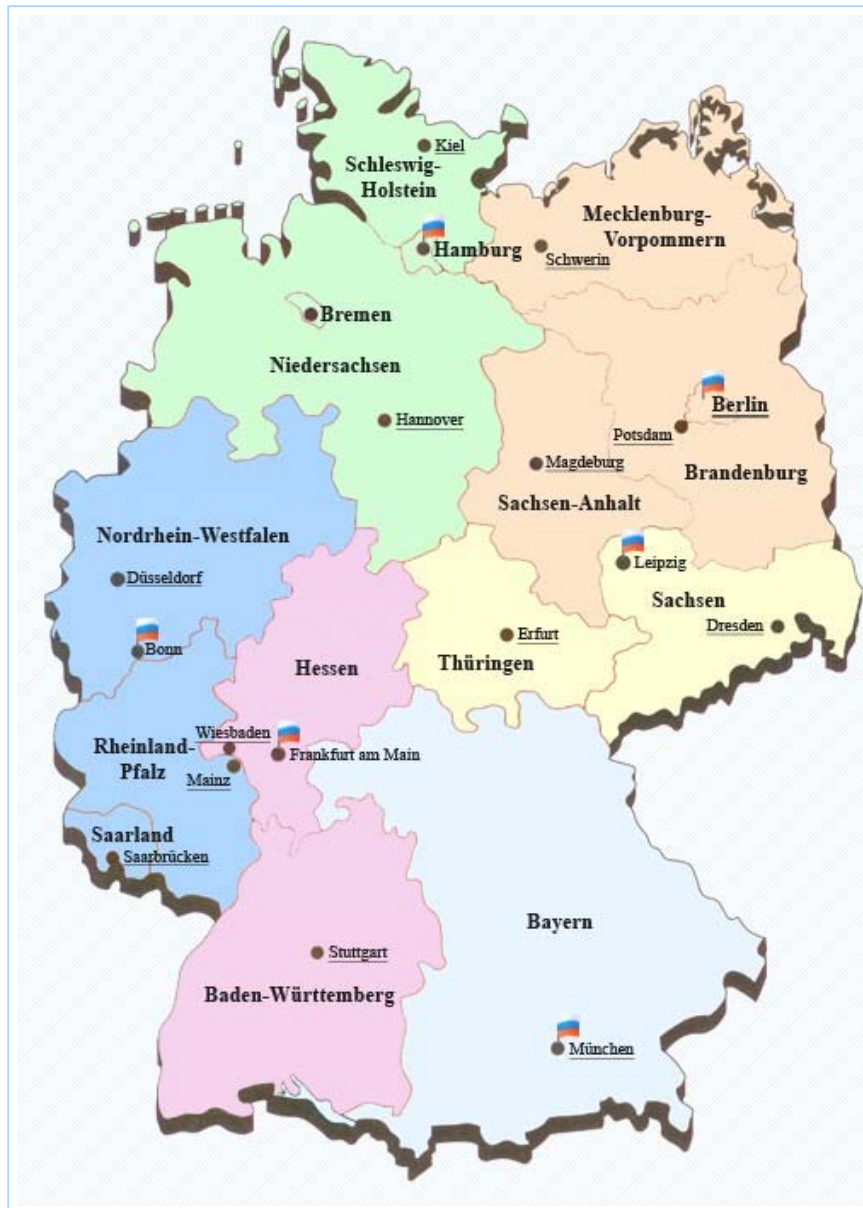 Kiel
Schleswig-
Holstein
Mecklenburg-
Vorpommern
Hamburg
Schwerin
Bremen
Niedersachsen
Berlin
Hannover
Potsdam
Magdeburg
Brandenburg
Sachsen-Anhalt
Nordrhein-Westfalen
Leipzig
Düsseldorf
Sachsen
Dresden
Erfurt
Bonn
Thüringen
Hessen
Wiesbaden
Rheinland-
Pfalz
Frankfurt am Main
Mainz
Saarland
Saarbrücken
Bayern
Stuttgart
Baden-Württemberg
München